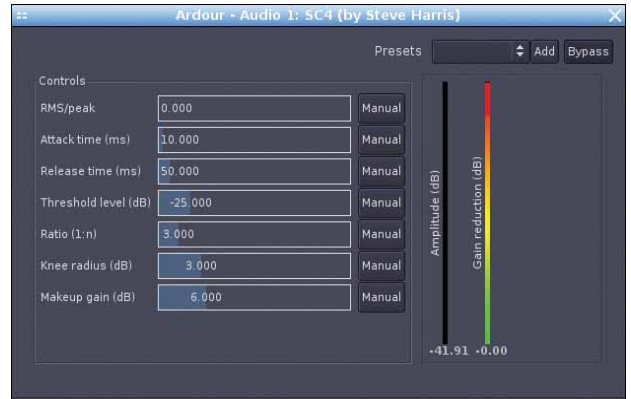 Ardour - Audio 1: SC4 (by Steve Harris)
Presets Add Bypass
Controls
RMS/peak 0.000 Manual
Attack time (ms) 10.000 Manual
Release time (ms) 50.000 Manual
Threshold level (dB) -25.000 Manual
Ratio (1:n) 3.000 Manual
Knee radius (dB) 3.000 Manual
Makeup gain (dB) 6.000 Manual
Amplitude (dB)
Gain reduction (dB)
-41.91 -0.00